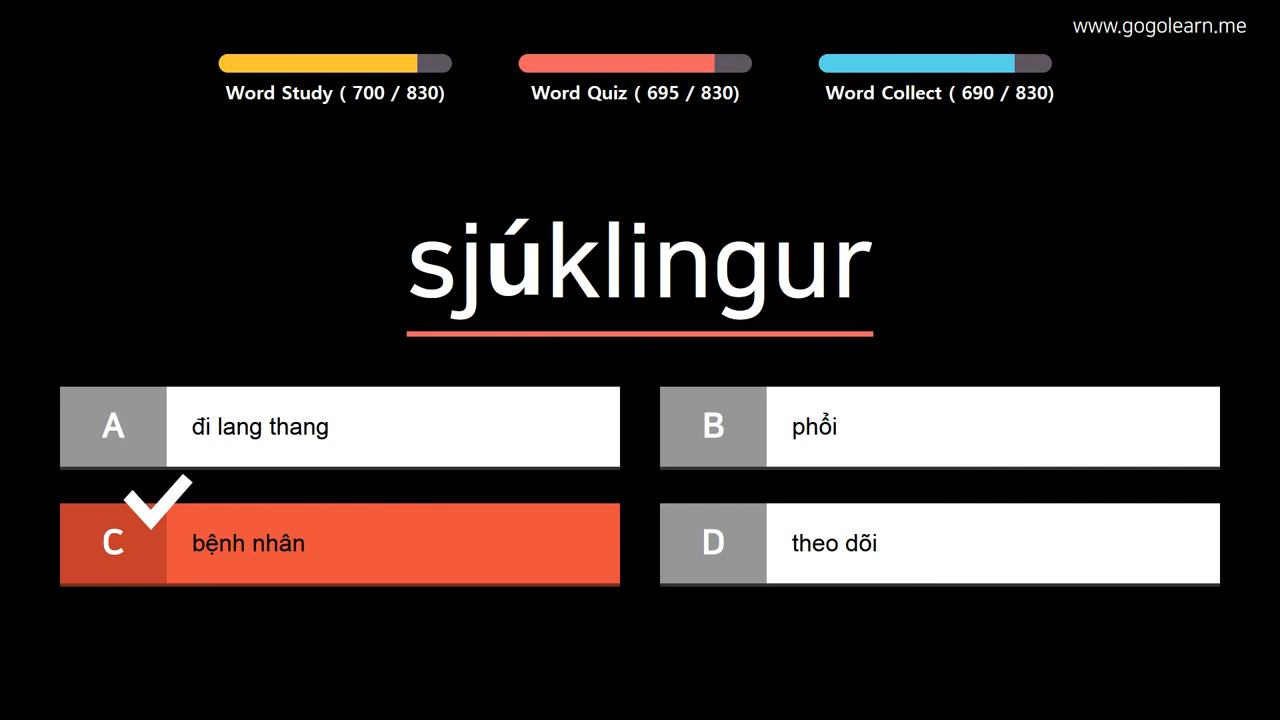 www.gogolearn.me
Word Study ( 700 / 830)
Word Quiz ( 695 / 830)
Word Collect ( 690 / 830)
sjúklingur
A
đi lang thang
B
phổi
C
bệnh nhân
D
theo dõi